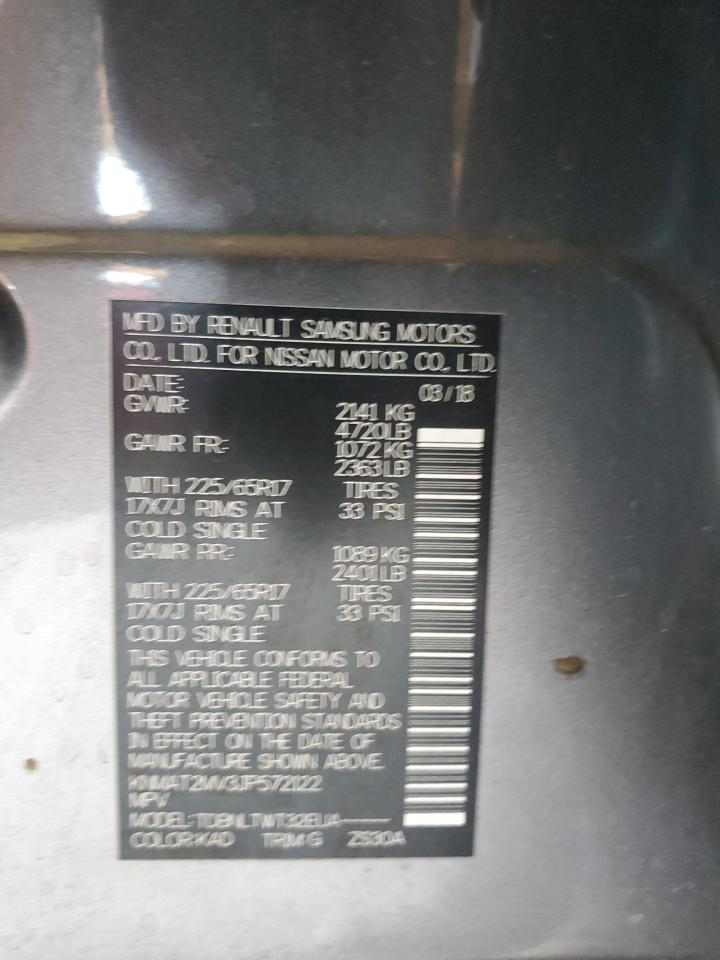 MFD BY RENAULT SAMSUNG MOTORS
CO., LTD. FOR NISSAN MOTOR CO., LTD.
DATE: 03/18
GVWR: 2141 KG
4720LB
GAWR FR: 1072 KG
2363LB
WITH 225/65R17 TIRES
17X7J RIMS AT 33 PSI
COLD SINGLE
GAWR RR: 1089 KG
2401LB
WITH 225/65R17 TIRES
17X7J RIMS AT 33 PSI
COLD SINGLE
THIS VEHICLE CONFORMS TO
ALL APPLICABLE FEDERAL
MOTOR VEHICLE SAFETY AND
THEFT PREVENTION STANDARDS
IN EFFECT ON THE DATE OF
MANUFACTURE SHOWN ABOVE.
KNMAT2MV3JP572122
MPV
MODEL:
COLOR:KAD TRIM:G ZS30A